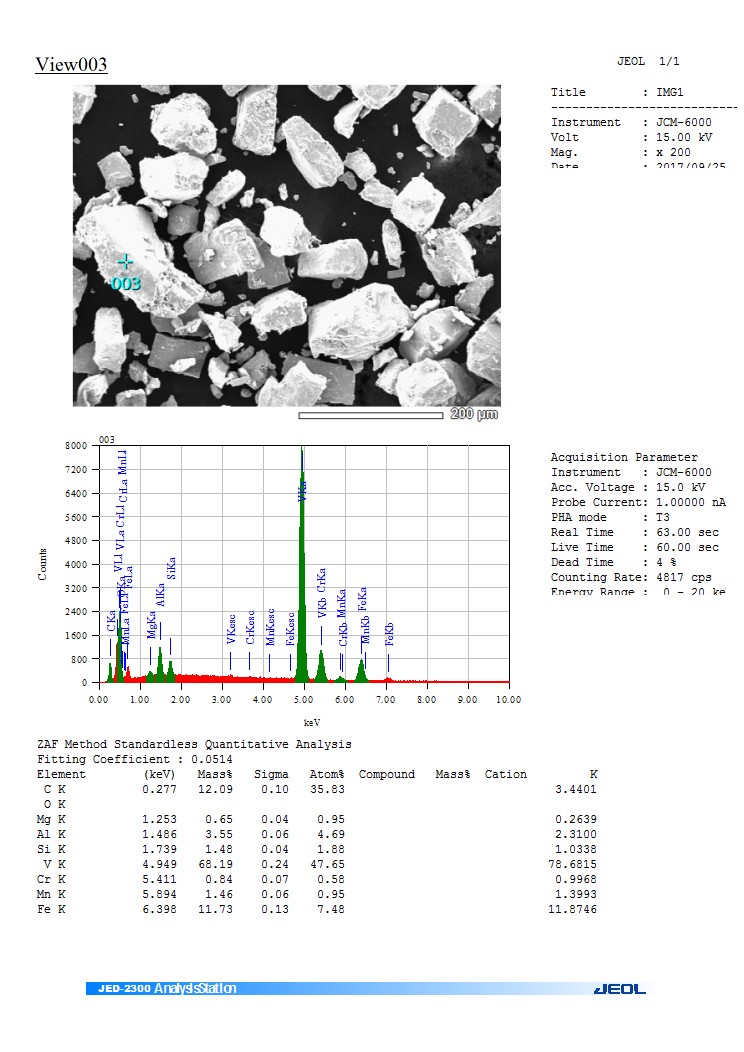 View003
JEOL 1/1
Title : IMG1
---------------------------
Instrument : JCM-6000
Volt : 15.00 kV
Mag. : x 200
Date : 2017/09/25
003
200 µm
003
8000
7200
6400
5600
4800
4000
3200
2400
1600
800
0
Counts
CKa
VLl VLa CrLl CrLa MnLl
OKa
MnLa FeLl FeLa
MgKa
AlKa
SiKa
VKesc
CrKesc
MnKesc
FeKesc
VKa
VKb CrKa
CrKb MnKa
MnKb FeKa
FeKb
0.00 1.00 2.00 3.00 4.00 5.00 6.00 7.00 8.00 9.00 10.00
keV
Acquisition Parameter
Instrument : JCM-6000
Acc. Voltage : 15.0 kV
Probe Current: 1.00000 nA
PHA mode : T3
Real Time : 63.00 sec
Live Time : 60.00 sec
Dead Time : 4 %
Counting Rate: 4817 cps
Energy Range : 0 - 20 ke
ZAF Method Standardless Quantitative Analysis
Fitting Coefficient : 0.0514
Element (keV) Mass% Sigma Atom% Compound Mass% Cation K
C K 0.277 12.09 0.10 35.83 3.4401
O K
Mg K 1.253 0.65 0.04 0.95 0.2639
Al K 1.486 3.55 0.06 4.69 2.3100
Si K 1.739 1.48 0.04 1.88 1.0338
V K 4.949 68.19 0.24 47.65 78.6815
Cr K 5.411 0.84 0.07 0.58 0.9968
Mn K 5.894 1.46 0.06 0.95 1.3993
Fe K 6.398 11.73 0.13 7.48 11.8746
JED-2300 AnalysisStation
JEOL